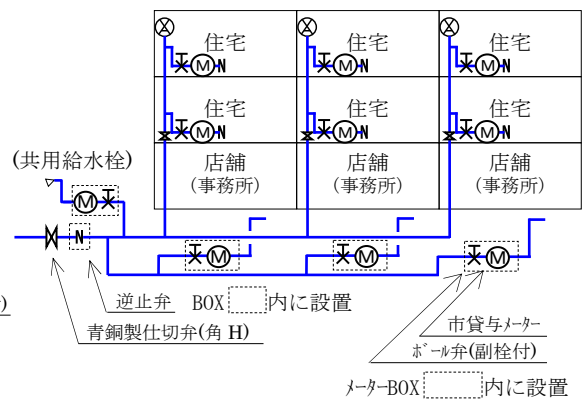 住宅 住宅 住宅
M N M N M N
住宅 住宅 住宅
M N M N M N
店舗 店舗 店舗
(事務所) (事務所) (事務所)
(共用給水栓)
M
N
M M M
逆止弁 BOX 内に設置
青銅製仕切弁(角H)
市貸与メーター
ボール弁(副栓付)
メーターBOX 内に設置